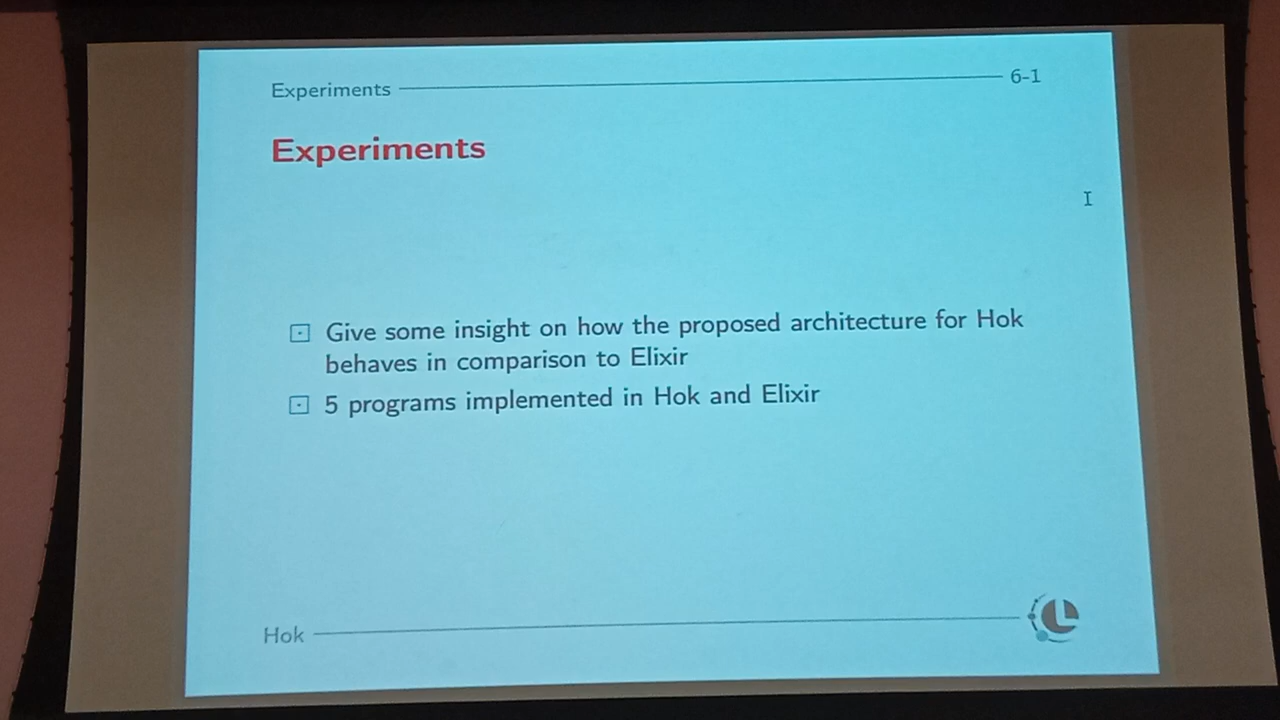 Experiments 6-1
Experiments
Give some insight on how the proposed architecture for Hok
behaves in comparison to Elixir
5 programs implemented in Hok and Elixir
Hok